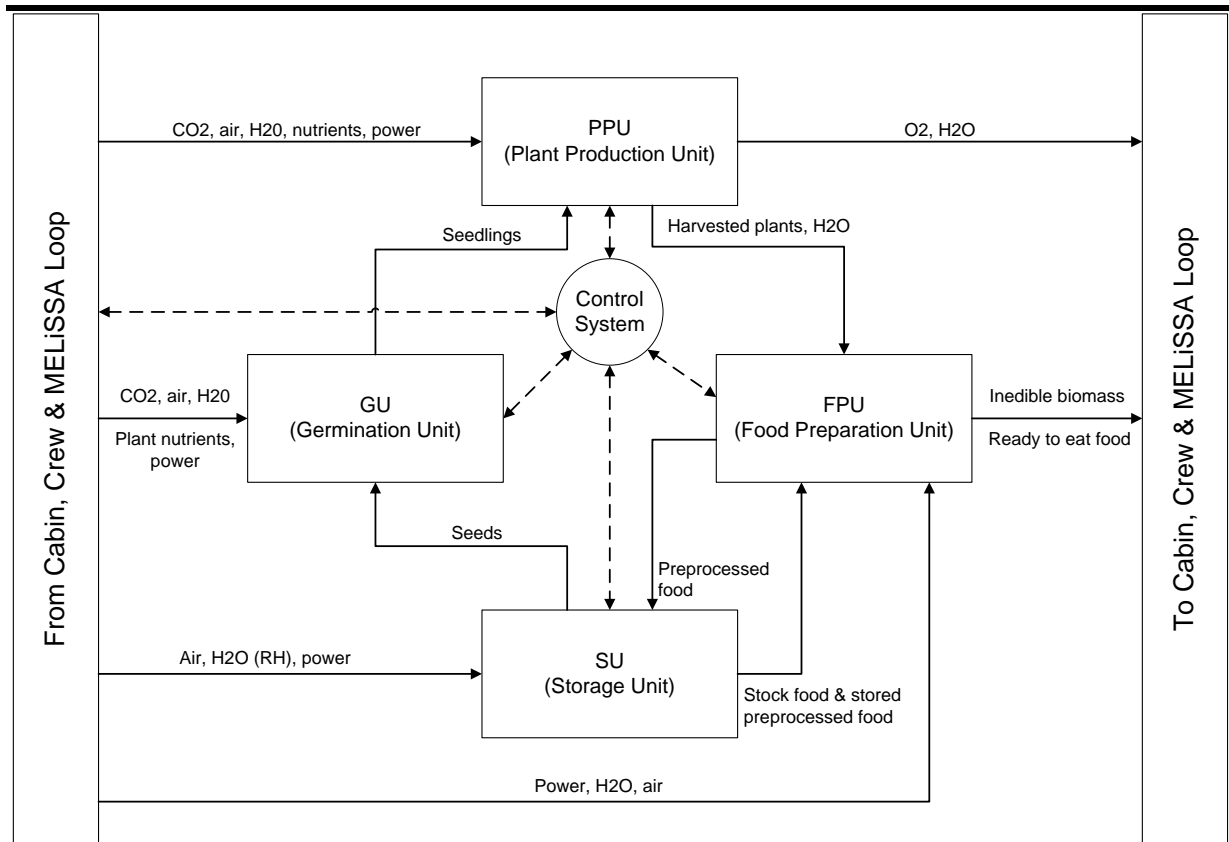 From Cabin, Crew & MELiSSA Loop
CO2, air, H20, nutrients, power
PPU
(Plant Production Unit)
O2, H2O
Seedlings
Harvested plants, H2O
Control
System
CO2, air, H20
Plant nutrients,
power
GU
(Germination Unit)
FPU
(Food Preparation Unit)
Inedible biomass
Ready to eat food
Seeds
Preprocessed
food
Air, H2O (RH), power
SU
(Storage Unit)
Stock food & stored
preprocessed food
Power, H2O, air
To Cabin, Crew & MELiSSA Loop